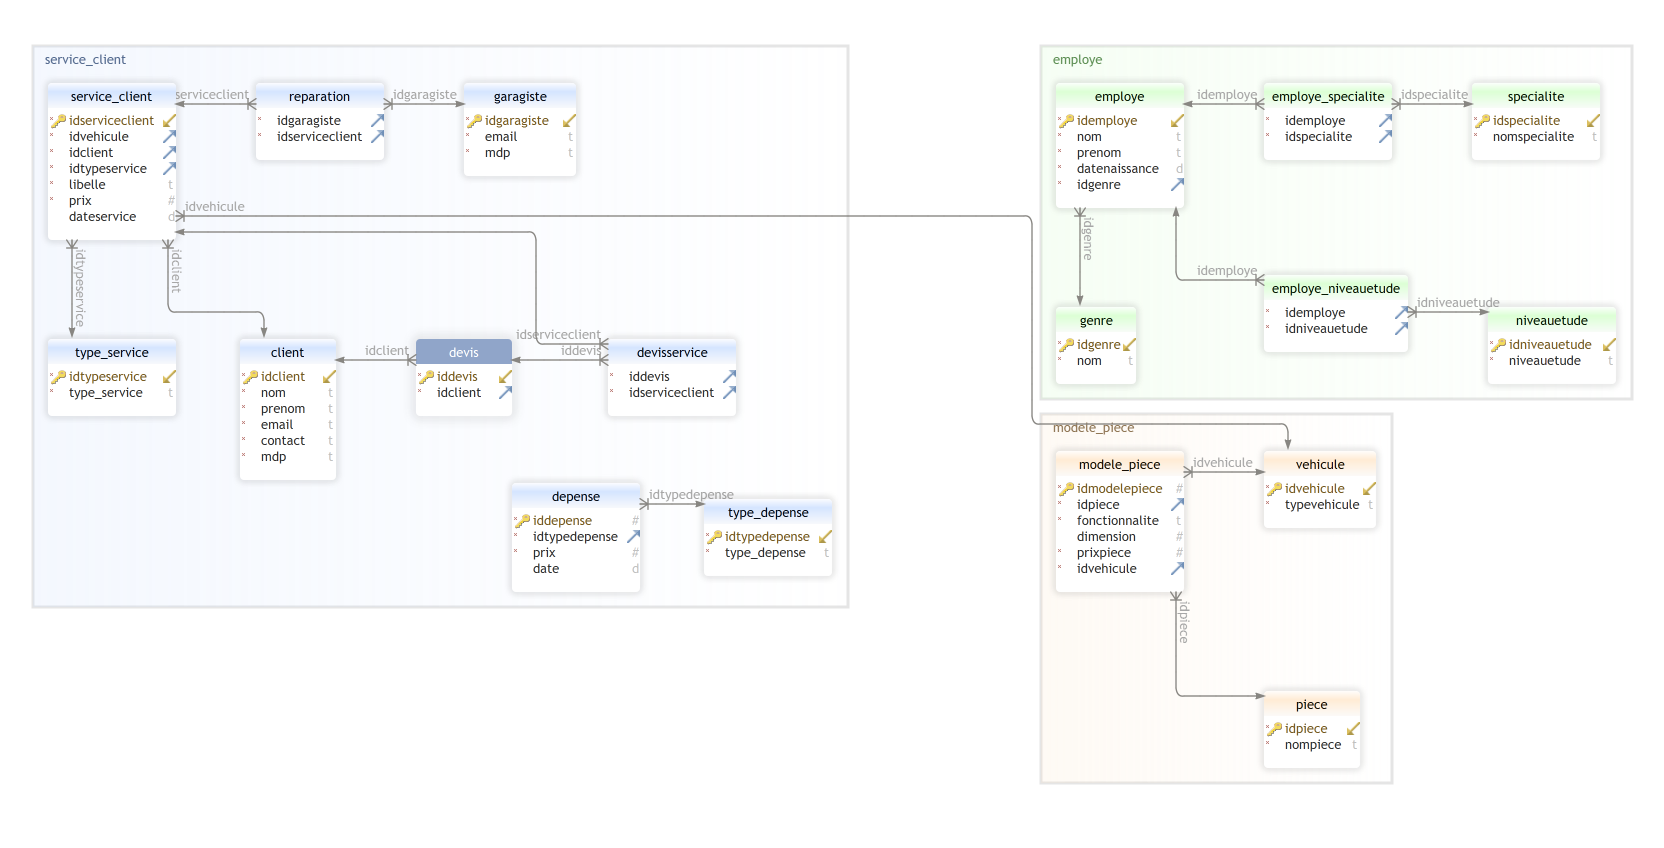 service_client
service_client
idserviceclient
idvehicule
idclient
idtypeservice
libelle t
prix #
dateservice d
serviceclient
reparation
idgaragiste
idserviceclient
idgaragiste
garagiste
idgaragiste
email t
mdp t
idvehicule
idtypeservice
idclient
type_service
idtypeservice
type_service t
client
idclient
nom t
prenom t
email t
contact t
mdp t
idclient
devis
iddevis
idclient
idserviceclient
iddevis
devisservice
iddevis
idserviceclient
depense
iddepense #
idtypedepense
prix #
date d
idtypedepense
type_depense
idtypedepense
type_depense t
employe
employe
idemploye
nom t
prenom t
datenaissance d
idgenre
idemploye
employe_specialite
idemploye
idspecialite
idspecialite
specialite
idspecialite
nomspecialite t
idgenre
genre
idgenre
nom t
idemploye
employe_niveauetude
idemploye
idniveauetude
idniveauetude
niveauetude
idniveauetude
niveauetude t
modele_piece
modele_piece
idmodelepiece #
idpiece
fonctionnalite t
dimension #
prixpiece #
idvehicule
idvehicule
vehicule
idvehicule
typevehicule t
idpiece
piece
idpiece
nompiece t